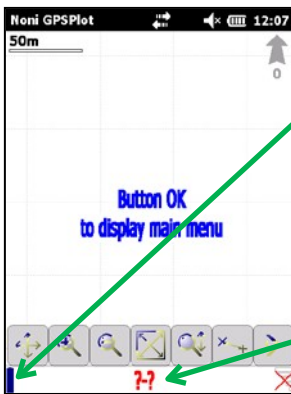 Noni GPSPlot 12:07
50m
0
Button OK
to display main menu
?-?